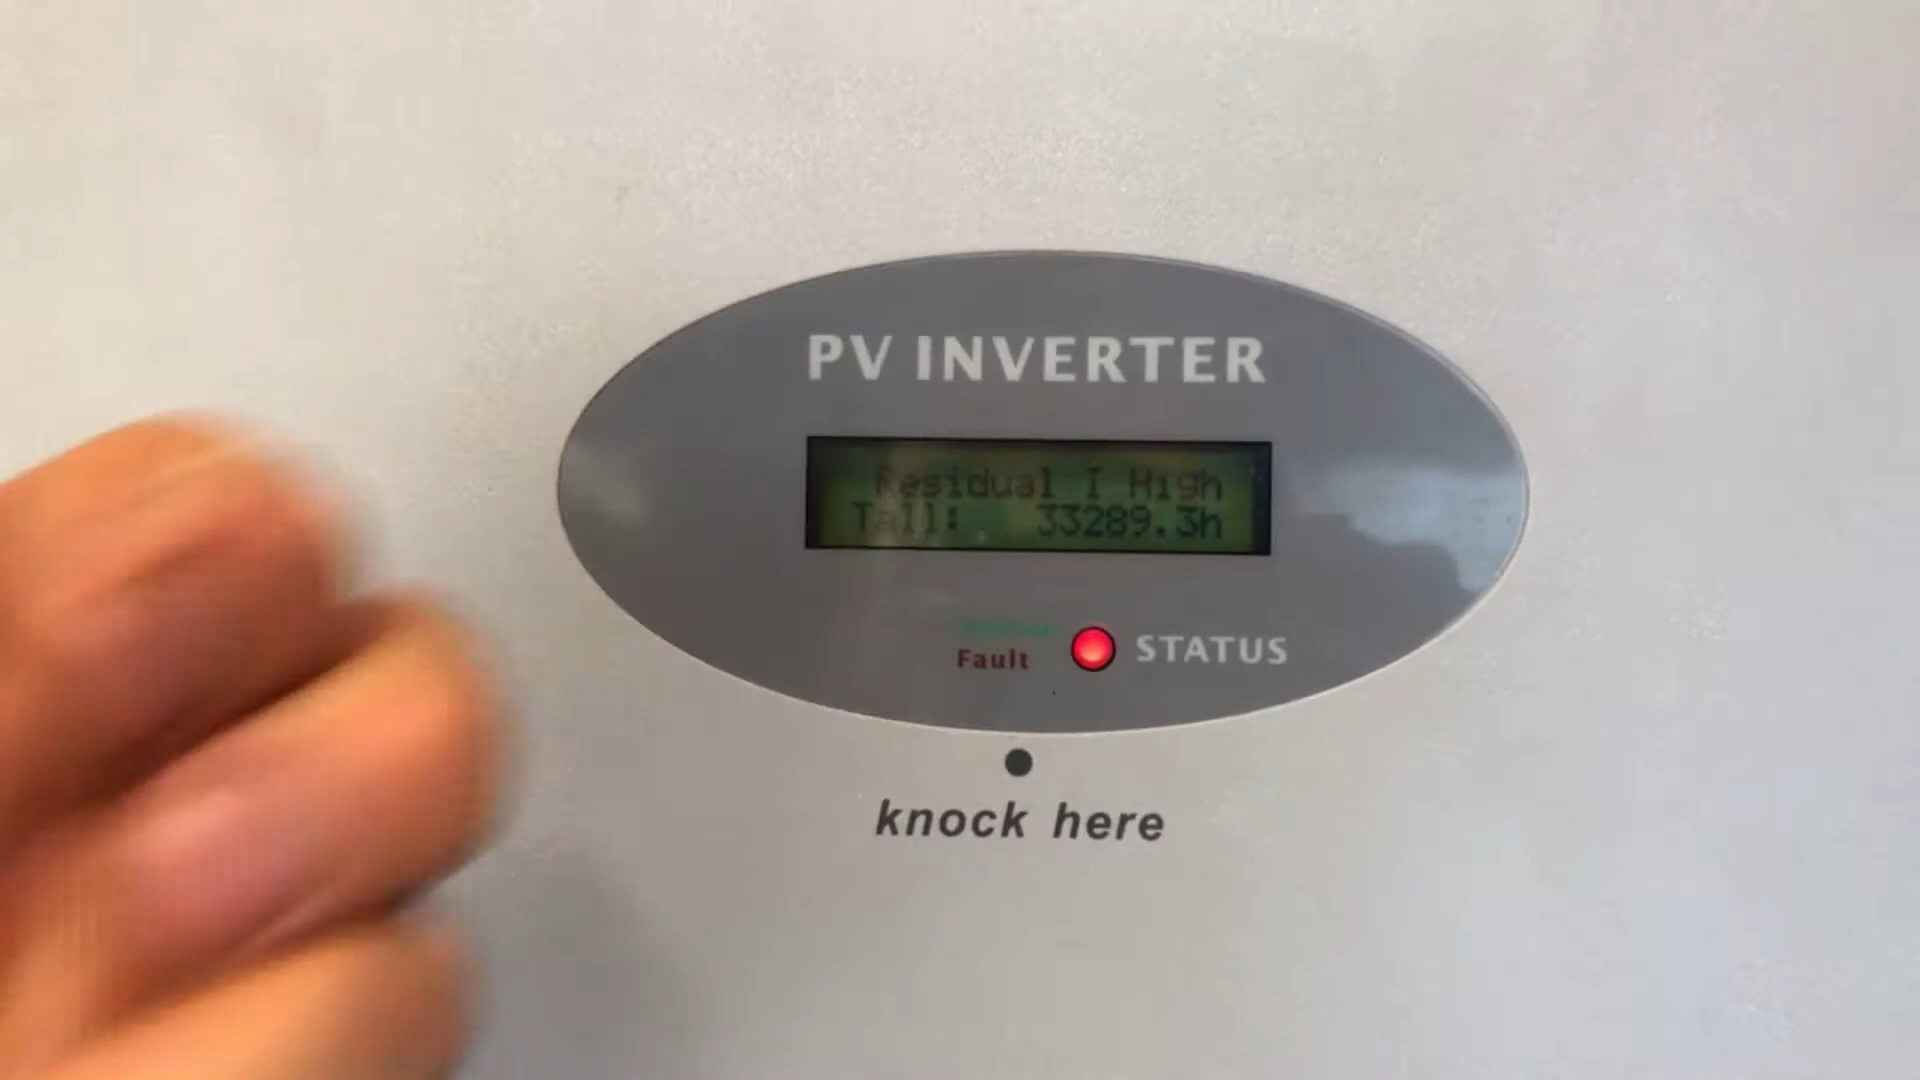 PV INVERTER
Residual I High
Tall: 33289.3h
Fault
STATUS
knock here